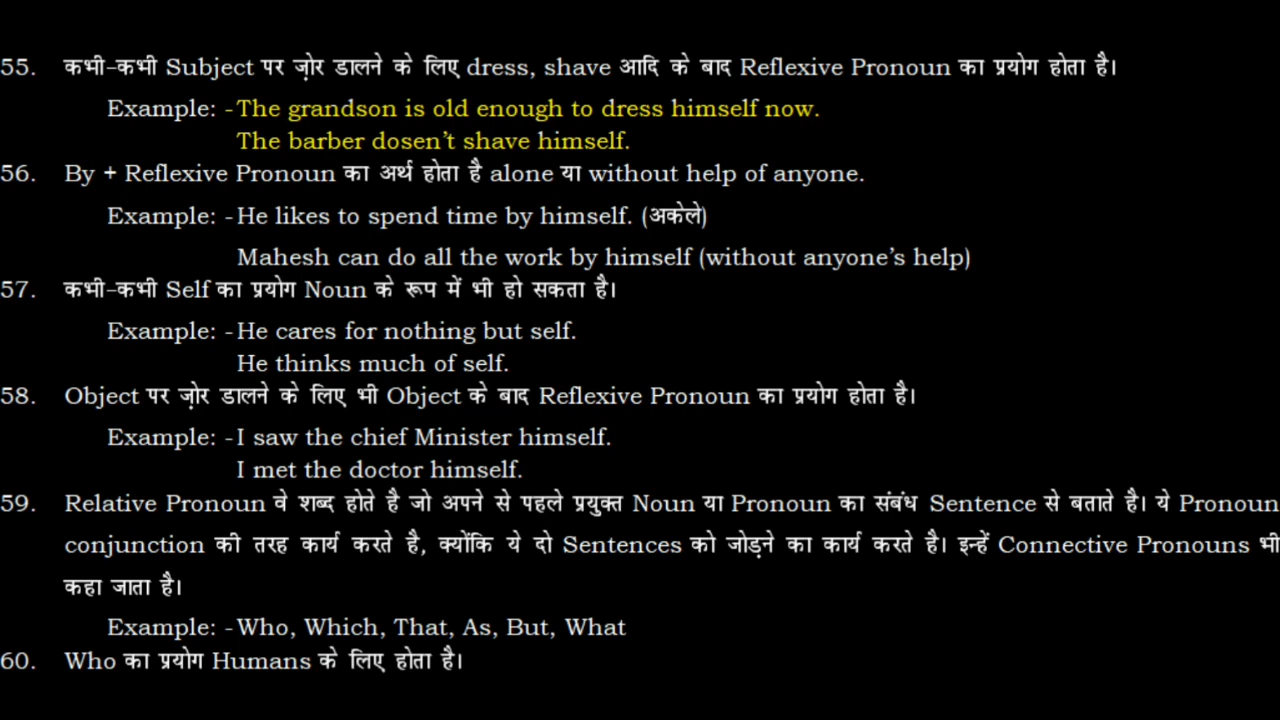 55. कभी-कभी Subject पर ज़ोर डालने के लिए dress, shave आदि के बाद Reflexive Pronoun का प्रयोग होता है।
Example: -The grandson is old enough to dress himself now.
The barber dosen’t shave himself.
56. By + Reflexive Pronoun का अर्थ होता है alone या without help of anyone.
Example: -He likes to spend time by himself. (अकेले)
Mahesh can do all the work by himself (without anyone’s help)
57. कभी-कभी Self का प्रयोग Noun के रूप में भी हो सकता है।
Example: -He cares for nothing but self.
He thinks much of self.
58. Object पर ज़ोर डालने के लिए भी Object के बाद Reflexive Pronoun का प्रयोग होता है।
Example: -I saw the chief Minister himself.
I met the doctor himself.
59. Relative Pronoun वे शब्द होते है जो अपने से पहले प्रयुक्त Noun या Pronoun का संबंध Sentence से बताते है। ये Pronoun
conjunction की तरह कार्य करते है, क्योंकि ये दो Sentences को जोड़ने का कार्य करते है। इन्हें Connective Pronouns भी
कहा जाता है।
Example: -Who, Which, That, As, But, What
60. Who का प्रयोग Humans के लिए होता है।